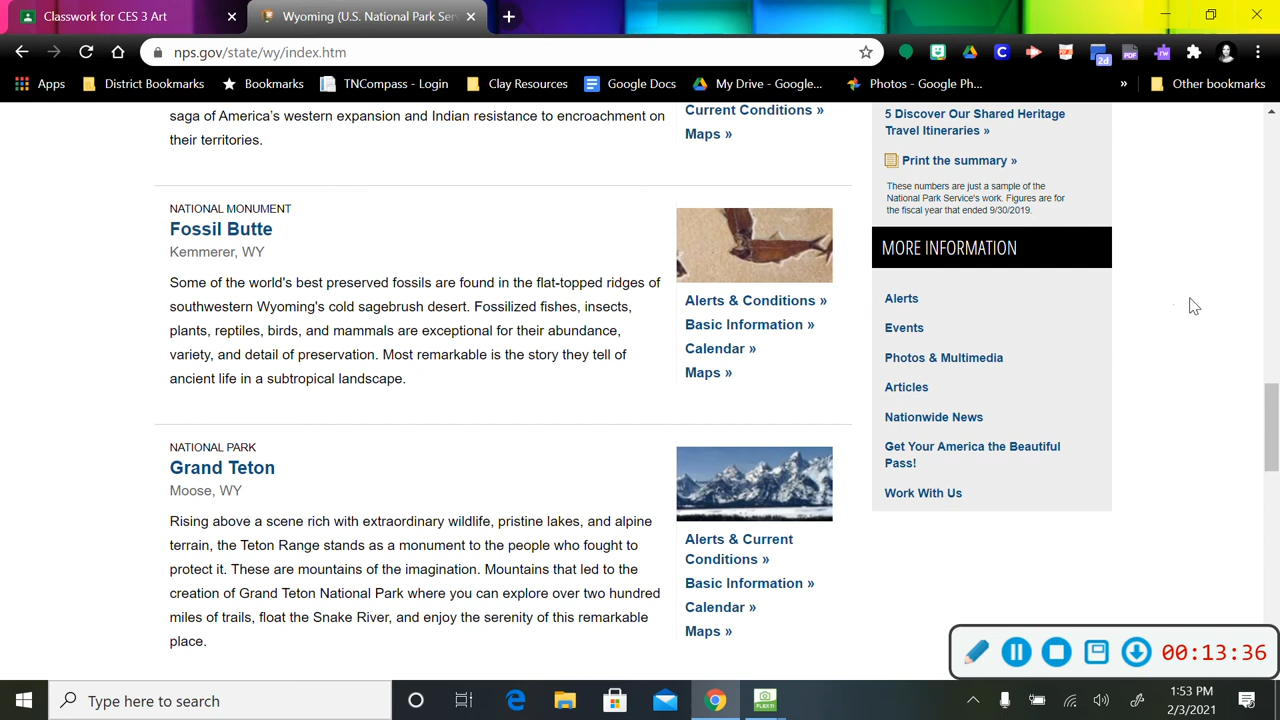 Classwork for CES 3 Art
Wyoming (U.S. National Park Ser
nps.gov/state/wy/index.htm
2d
PDF
rw
Apps
District Bookmarks
Bookmarks
TNCompass - Login
Clay Resources
Google Docs
My Drive - Google...
Photos - Google Ph...
»
Other bookmarks
saga of America's western expansion and Indian resistance to encroachment on
their territories.
Current Conditions »
Maps »
NATIONAL MONUMENT
Fossil Butte
Kemmerer, WY
Some of the world's best preserved fossils are found in the flat-topped ridges of
southwestern Wyoming's cold sagebrush desert. Fossilized fishes, insects,
plants, reptiles, birds, and mammals are exceptional for their abundance,
variety, and detail of preservation. Most remarkable is the story they tell of
ancient life in a subtropical landscape.
Alerts & Conditions »
Basic Information »
Calendar »
Maps »
NATIONAL PARK
Grand Teton
Moose, WY
Rising above a scene rich with extraordinary wildlife, pristine lakes, and alpine
terrain, the Teton Range stands as a monument to the people who fought to
protect it. These are mountains of the imagination. Mountains that led to the
creation of Grand Teton National Park where you can explore over two hundred
miles of trails, float the Snake River, and enjoy the serenity of this remarkable
place.
Alerts & Current
Conditions »
Basic Information »
Calendar »
Maps »
5 Discover Our Shared Heritage
Travel Itineraries »
Print the summary »
These numbers are just a sample of the
National Park Service's work. Figures are for
the fiscal year that ended 9/30/2019.
MORE INFORMATION
Alerts
Events
Photos & Multimedia
Articles
Nationwide News
Get Your America the Beautiful
Pass!
Work With Us
00:13:36
Type here to search
1:53 PM
2/3/2021